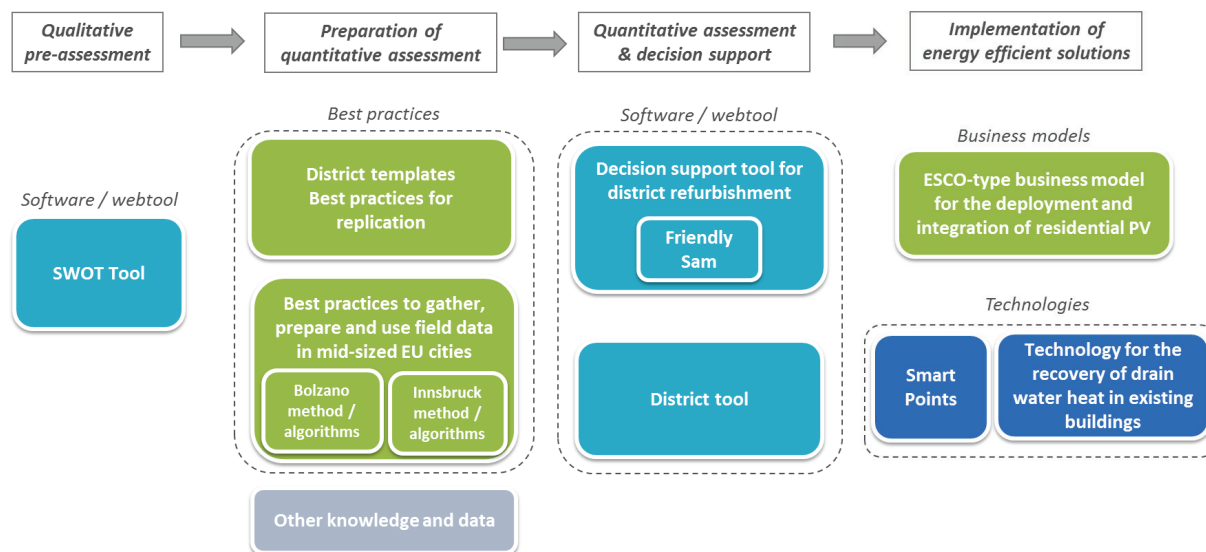 Qualitative
pre-assessment
Preparation of
quantitative assessment
Quantitative assessment
& decision support
Implementation of
energy efficient solutions
Software / webtool
SWOT Tool
Best practices
District templates
Best practices for
replication
Best practices to gather,
prepare and use field data
in mid-sized EU cities
Bolzano
method /
algorithms
Innsbruck
method /
algorithms
Other knowledge and data
Software / webtool
Decision support tool for
district refurbishment
Friendly
Sam
District tool
Business models
ESCO-type business model
for the deployment and
integration of residential PV
Technologies
Smart
Points
Technology for the
recovery of drain
water heat in existing
buildings